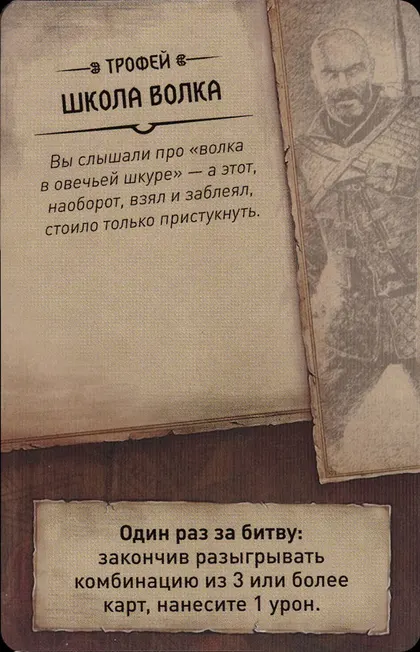 ТРОФЕЙ
ШКОЛА ВОЛКА
Вы слышали про «волка
в овечьей шкуре» — а этот,
наоборот, взял и заблеял,
стоило только пристукнуть.
Один раз за битву:
закончив разыгрывать
комбинацию из 3 или более
карт, нанесите 1 урон.